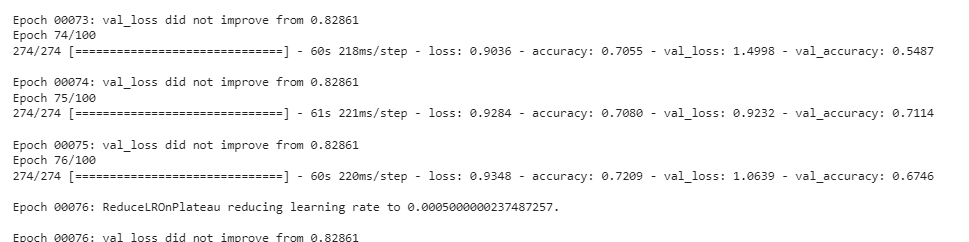 Epoch 00073: val_loss did not improve from 0.82861
Epoch 74/100
274/274 [==============================] - 60s 218ms/step - loss: 0.9036 - accuracy: 0.7055 - val_loss: 1.4998 - val_accuracy: 0.5487
Epoch 00074: val_loss did not improve from 0.82861
Epoch 75/100
274/274 [==============================] - 61s 221ms/step - loss: 0.9284 - accuracy: 0.7080 - val_loss: 0.9232 - val_accuracy: 0.7114
Epoch 00075: val_loss did not improve from 0.82861
Epoch 76/100
274/274 [==============================] - 60s 220ms/step - loss: 0.9348 - accuracy: 0.7209 - val_loss: 1.0639 - val_accuracy: 0.6746
Epoch 00076: ReduceLROnPlateau reducing learning rate to 0.0005000000237487257.
Epoch 00076: val_loss did not improve from 0.82861